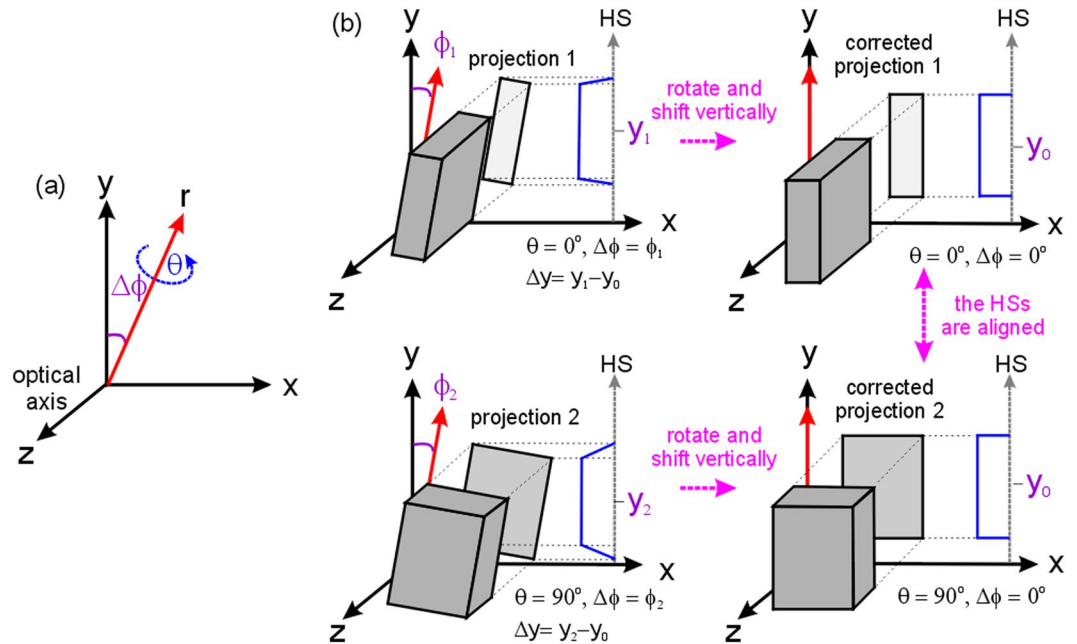 (a)
y
r
θ
Δϕ
optical
axis
x
z
(b)
y
ϕ₁
projection 1
HS
y₁
x
z
θ = 0°, Δϕ = ϕ₁
Δy= y₁−y₀
rotate and
shift vertically
y
corrected
projection 1
HS
y₀
x
z
θ = 0°, Δϕ = 0°
the HSs
are aligned
y
ϕ₂
projection 2
HS
y₂
x
z
θ = 90°, Δϕ = ϕ₂
Δy= y₂−y₀
rotate and
shift vertically
y
corrected
projection 2
HS
y₀
x
z
θ = 90°, Δϕ = 0°